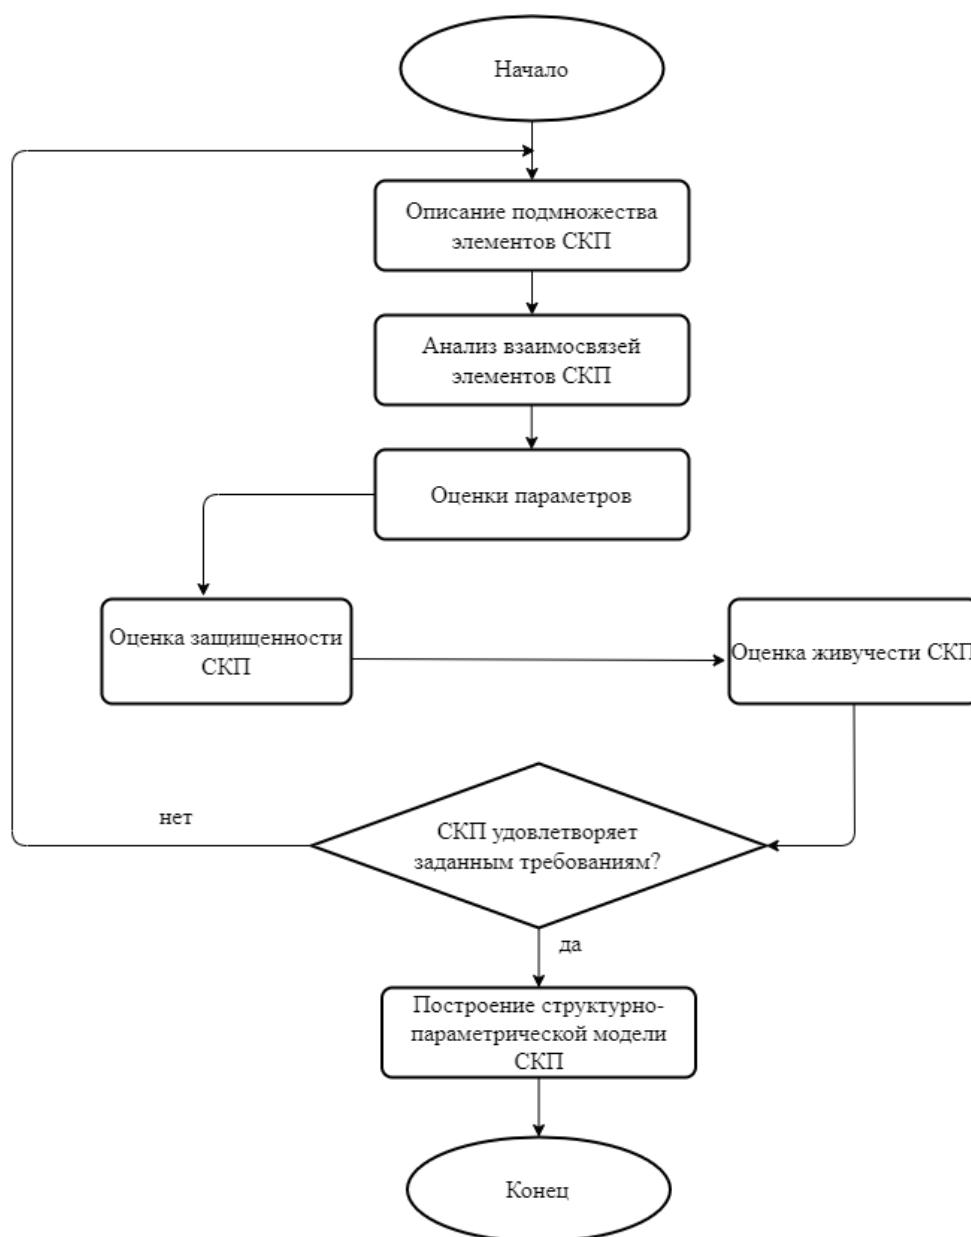 Начало
Описание подмножества
элементов СКП
Анализ взаимосвязей
элементов СКП
Оценки параметров
Оценка защищенности
СКП
Оценка живучести СКП
нет
СКП удовлетворяет
заданным требованиям?
да
Построение структурно-
параметрической модели
СКП
Конец